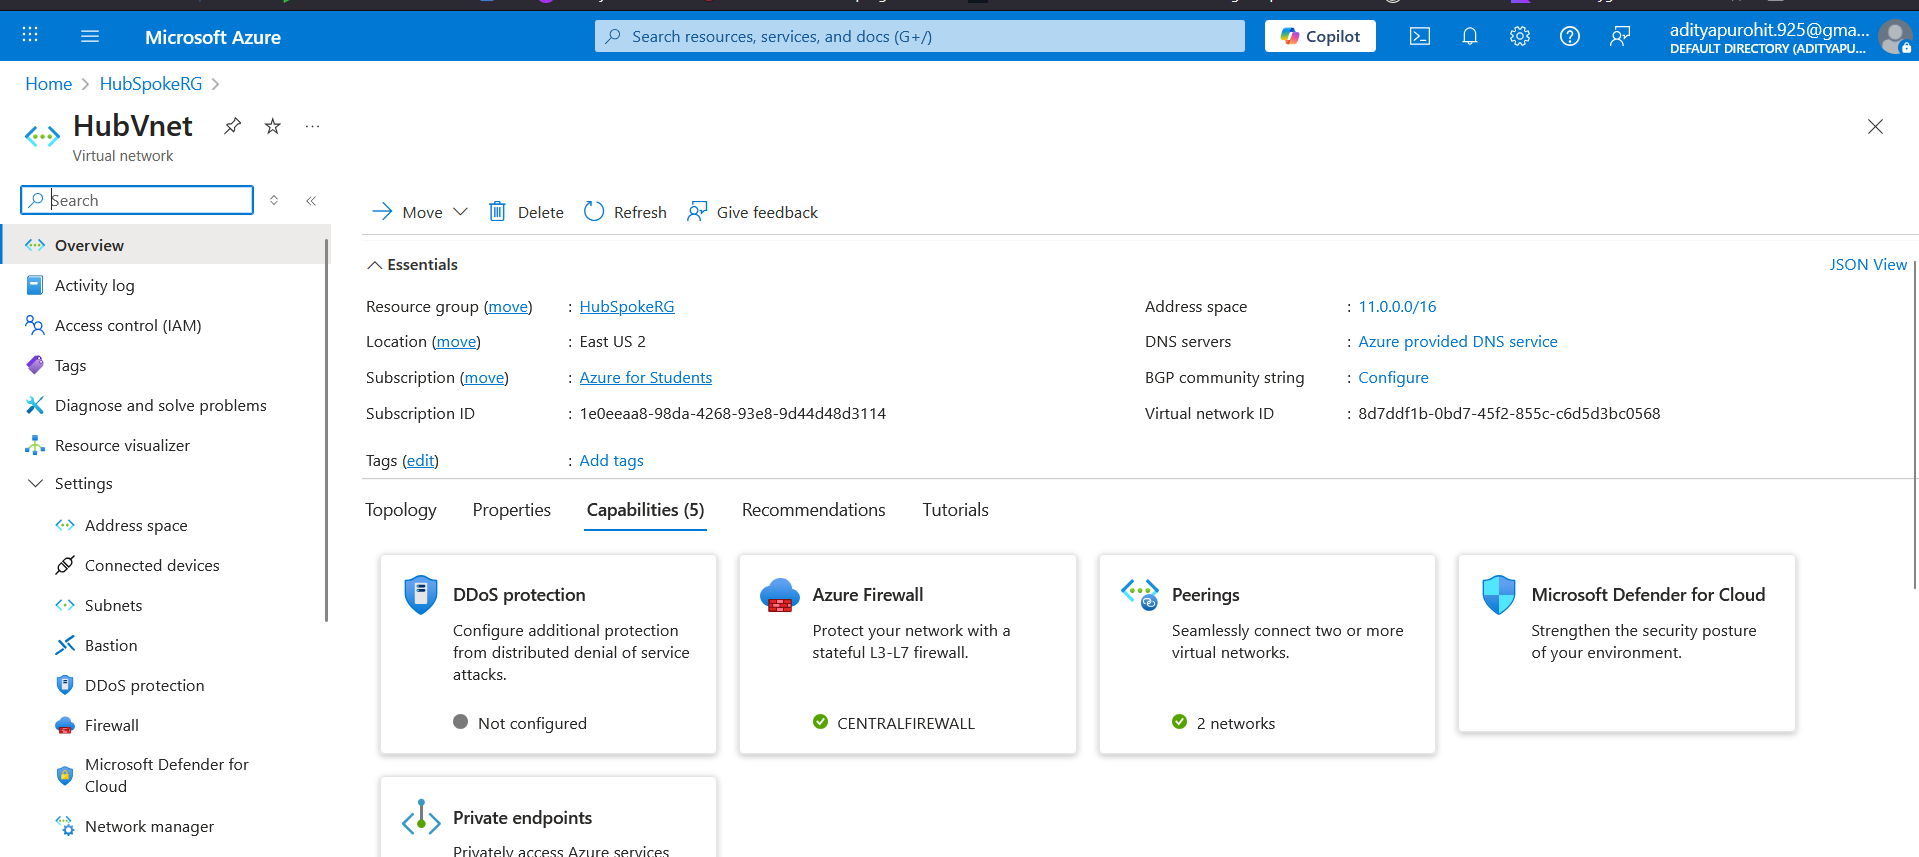 Microsoft Azure
Search resources, services, and docs (G+/)
Copilot
adityapurohit.925@gma...
DEFAULT DIRECTORY (ADITYAPU...
Home > HubSpokeRG >
HubVnet
Virtual network
Search
Move
Delete
Refresh
Give feedback
Overview
Activity log
Access control (IAM)
Tags
Diagnose and solve problems
Resource visualizer
Settings
Address space
Connected devices
Subnets
Bastion
DDoS protection
Firewall
Microsoft Defender for
Cloud
Network manager
Essentials
JSON View
Resource group (move) : HubSpokeRG
Location (move) : East US 2
Subscription (move) : Azure for Students
Subscription ID : 1e0eeaa8-98da-4268-93e8-9d44d48d3114
Address space : 11.0.0.0/16
DNS servers : Azure provided DNS service
BGP community string : Configure
Virtual network ID : 8d7ddf1b-0bd7-45f2-855c-c6d5d3bc0568
Tags (edit) : Add tags
Topology
Properties
Capabilities (5)
Recommendations
Tutorials
DDoS protection
Configure additional protection
from distributed denial of service
attacks.
Not configured
Azure Firewall
Protect your network with a
stateful L3-L7 firewall.
CENTRALFIREWALL
Peerings
Seamlessly connect two or more
virtual networks.
2 networks
Microsoft Defender for Cloud
Strengthen the security posture
of your environment.
Private endpoints
Privately access Azure services